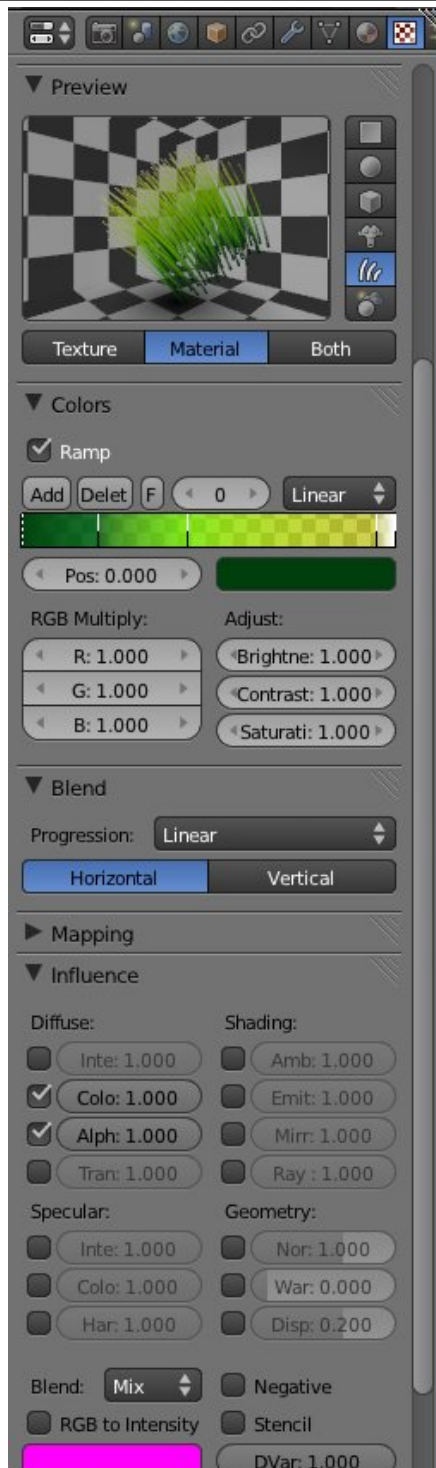 Preview
Texture Material Both
Colors
Ramp
Add Delet F 0 Linear
Pos: 0.000
RGB Multiply: Adjust:
R: 1.000 Brightne: 1.000
G: 1.000 Contrast: 1.000
B: 1.000 Saturati: 1.000
Blend
Progression: Linear
Horizontal Vertical
Mapping
Influence
Diffuse: Shading:
Inte: 1.000 Amb: 1.000
Colo: 1.000 Emit: 1.000
Alph: 1.000 Mirr: 1.000
Tran: 1.000 Ray : 1.000
Specular: Geometry:
Inte: 1.000 Nor: 1.000
Colo: 1.000 War: 0.000
Har: 1.000 Disp: 0.200
Blend: Mix Negative
RGB to Intensity Stencil
DVar: 1.000